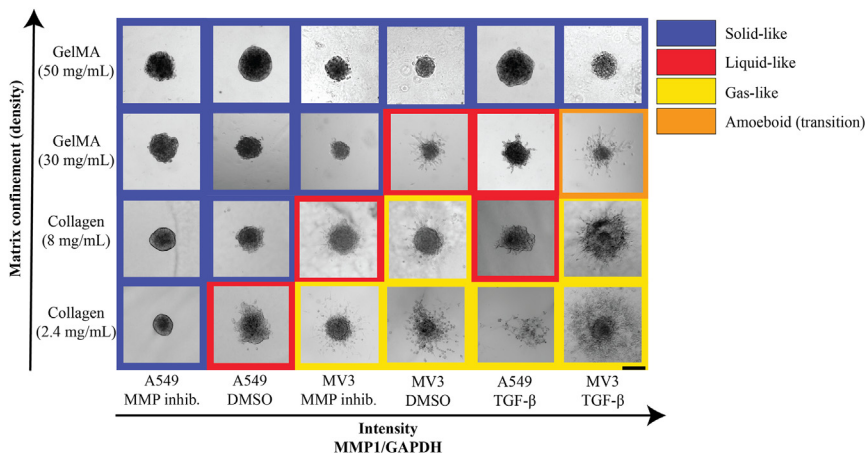 GelMA
(50 mg/mL)
GelMA
(30 mg/mL)
Collagen
(8 mg/mL)
Collagen
(2.4 mg/mL)
Matrix confinement (density)
Solid-like
Liquid-like
Gas-like
Amoeboid (transition)
A549
MMP inhib.
A549
DMSO
MV3
MMP inhib.
MV3
DMSO
A549
TGF-β
MV3
TGF-β
Intensity
MMP1/GAPDH